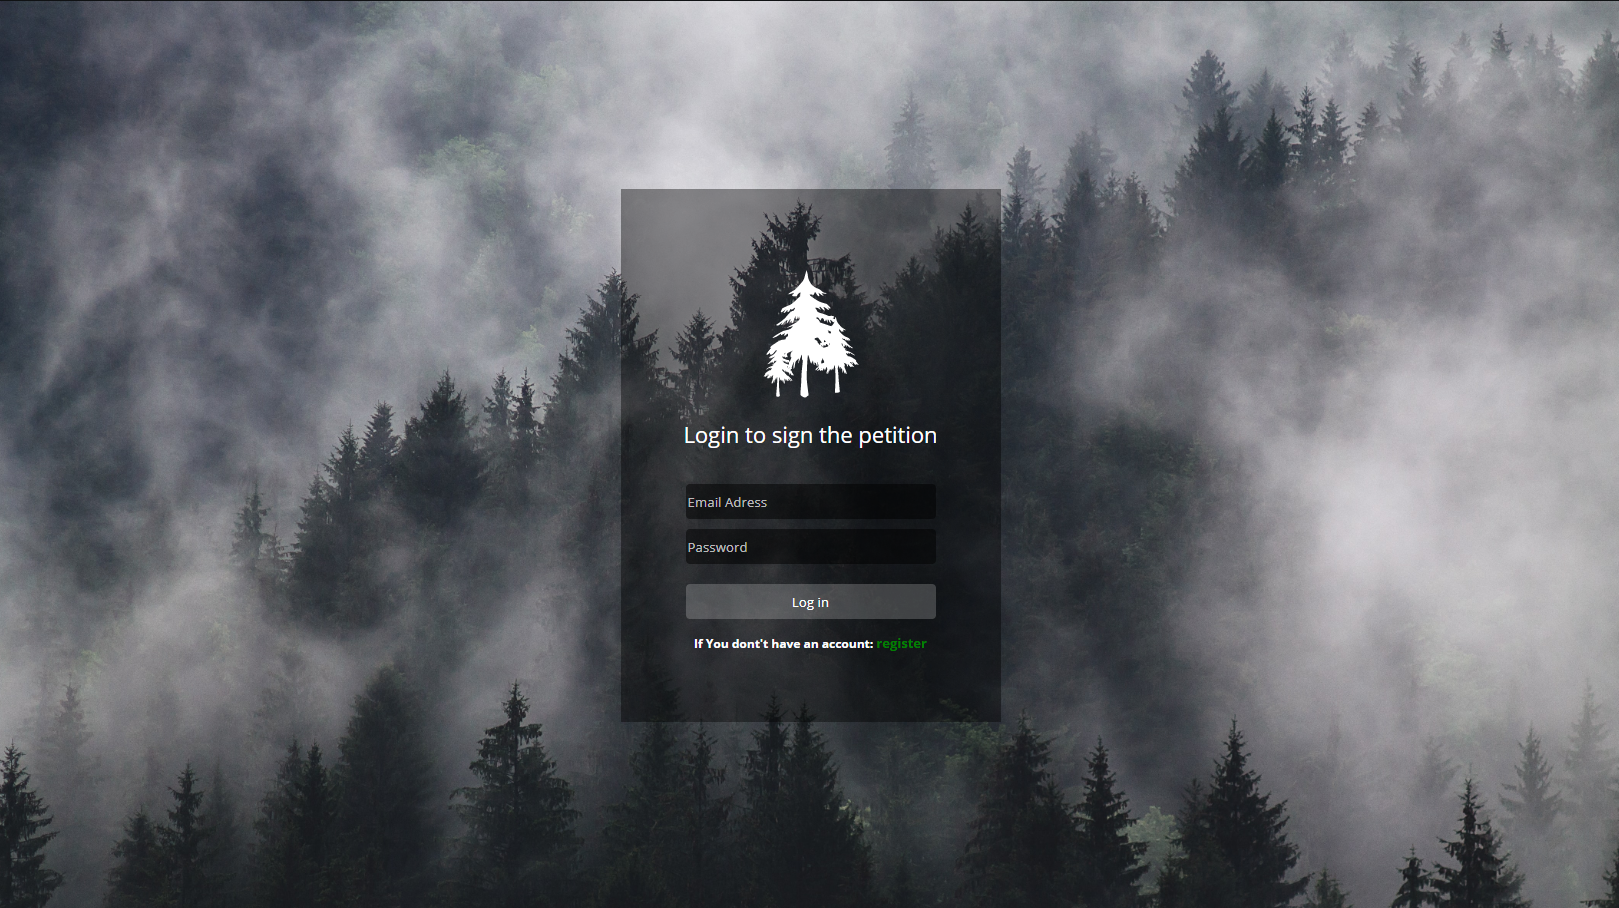 Login to sign the petition
Email Adress
Password
Log in
If You dont't have an account: register